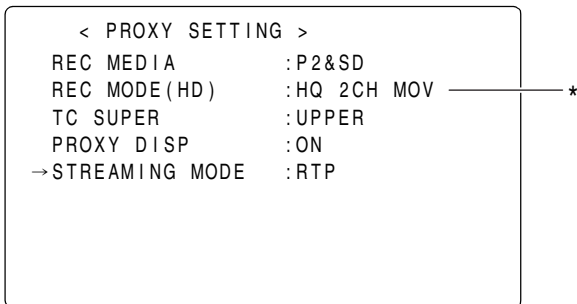 < PROXY SETTING >
REC MEDIA :P2&SD
REC MODE(HD) :HQ 2CH MOV *
TC SUPER :UPPER
PROXY DISP :ON
→STREAMING MODE :RTP